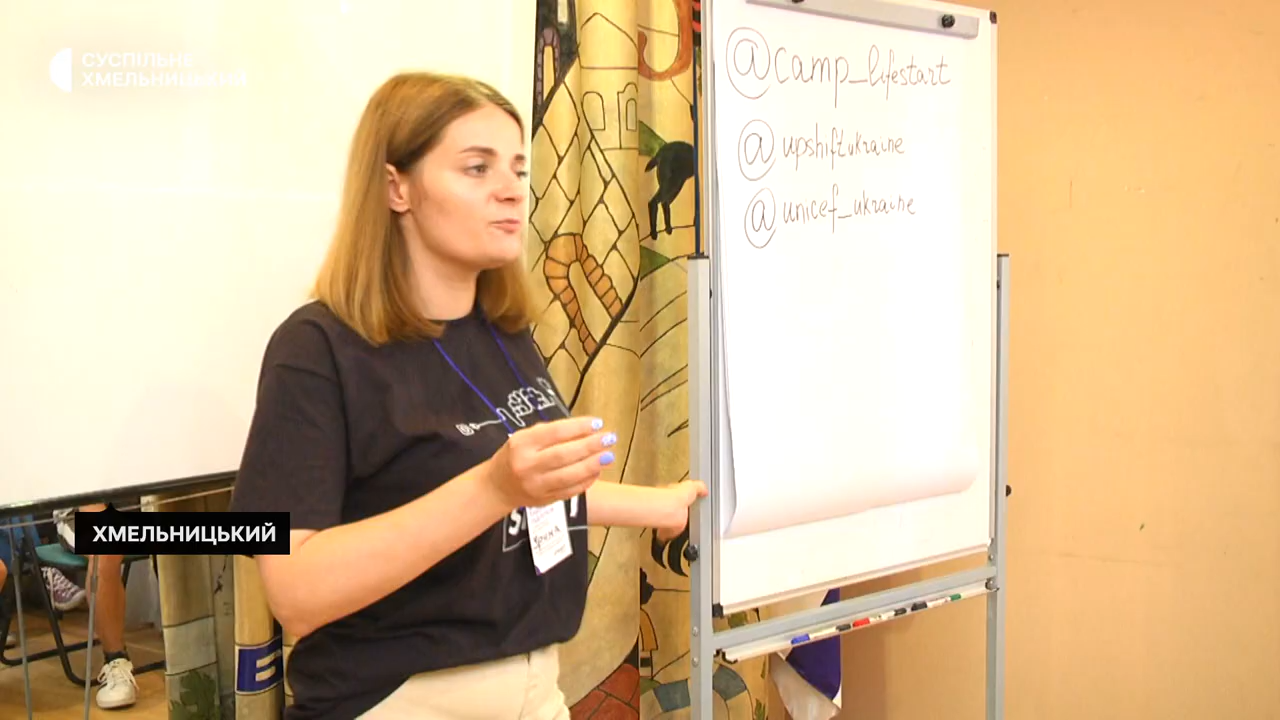 СУСПІЛЬНЕ
ХМЕЛЬНИЦЬКИЙ
@camp_lifestart
@upshiftukraine
@unicef_ukraine
ХМЕЛЬНИЦЬКИЙ